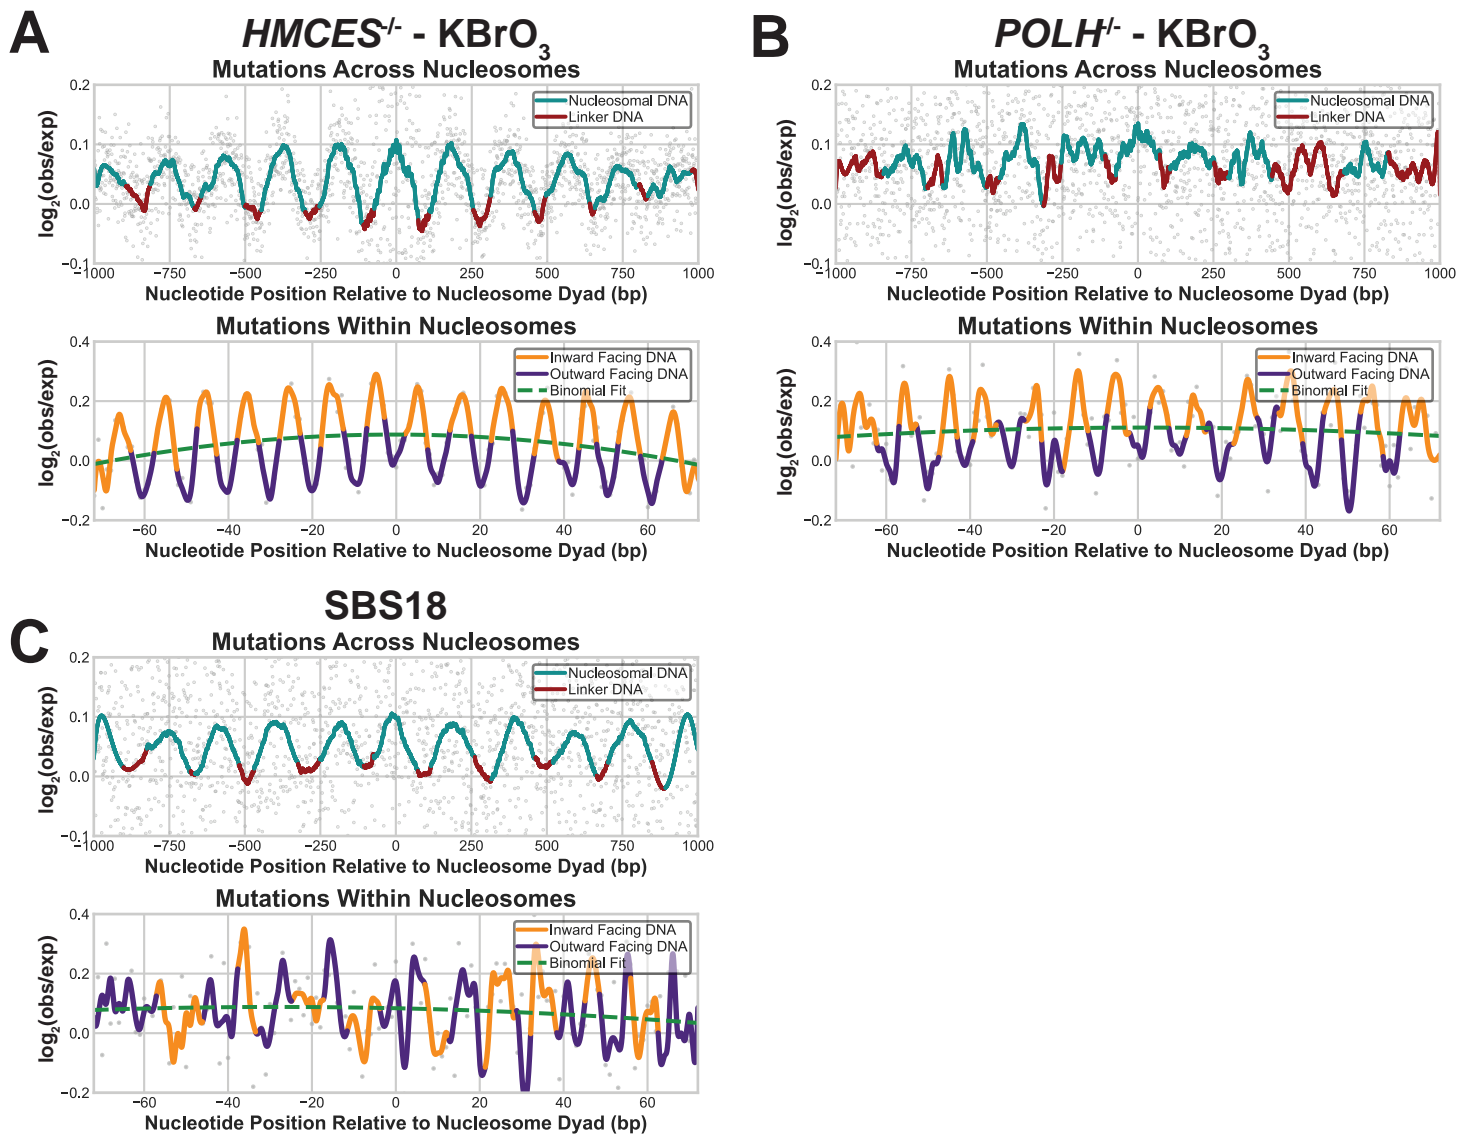 A
HMCES-/- - KBrO3
Mutations Across Nucleosomes
log2(obs/exp)
0.2
0.1
0.0
−0.1
Nucleosomal DNA
Linker DNA
−1000 −750 −500 −250 0 250 500 750 1000
Nucleotide Position Relative to Nucleosome Dyad (bp)
Mutations Within Nucleosomes
log2(obs/exp)
0.4
0.2
0.0
−0.2
Inward Facing DNA
Outward Facing DNA
Binomial Fit
−60 −40 −20 0 20 40 60
Nucleotide Position Relative to Nucleosome Dyad (bp)
B
POLH-/- - KBrO3
Mutations Across Nucleosomes
log2(obs/exp)
0.2
0.1
0.0
−0.1
Nucleosomal DNA
Linker DNA
−1000 −750 −500 −250 0 250 500 750 1000
Nucleotide Position Relative to Nucleosome Dyad (bp)
Mutations Within Nucleosomes
log2(obs/exp)
0.4
0.2
0.0
−0.2
Inward Facing DNA
Outward Facing DNA
Binomial Fit
−60 −40 −20 0 20 40 60
Nucleotide Position Relative to Nucleosome Dyad (bp)
C
SBS18
Mutations Across Nucleosomes
log2(obs/exp)
0.2
0.1
0.0
−0.1
Nucleosomal DNA
Linker DNA
−1000 −750 −500 −250 0 250 500 750 1000
Nucleotide Position Relative to Nucleosome Dyad (bp)
Mutations Within Nucleosomes
log2(obs/exp)
0.4
0.2
0.0
−0.2
Inward Facing DNA
Outward Facing DNA
Binomial Fit
−60 −40 −20 0 20 40 60
Nucleotide Position Relative to Nucleosome Dyad (bp)